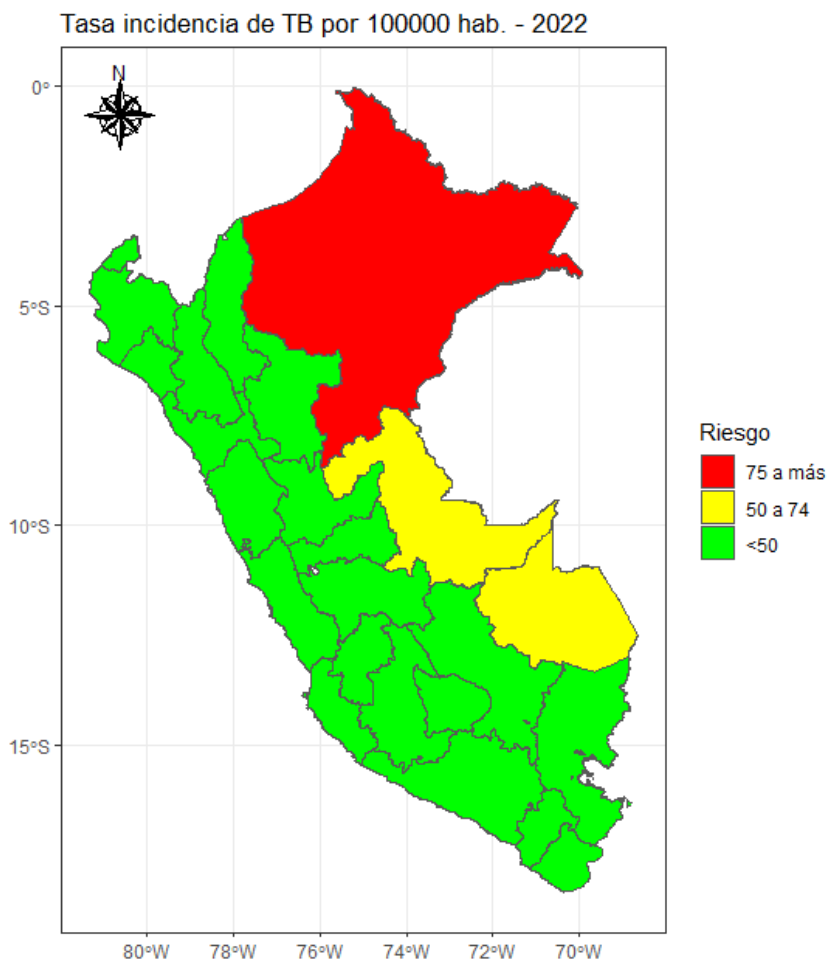 Tasa incidencia de TB por 100000 hab. - 2022
N
0°
5°S
10°S
15°S
80°W 78°W 76°W 74°W 72°W 70°W
Riesgo
75 a más
50 a 74
<50